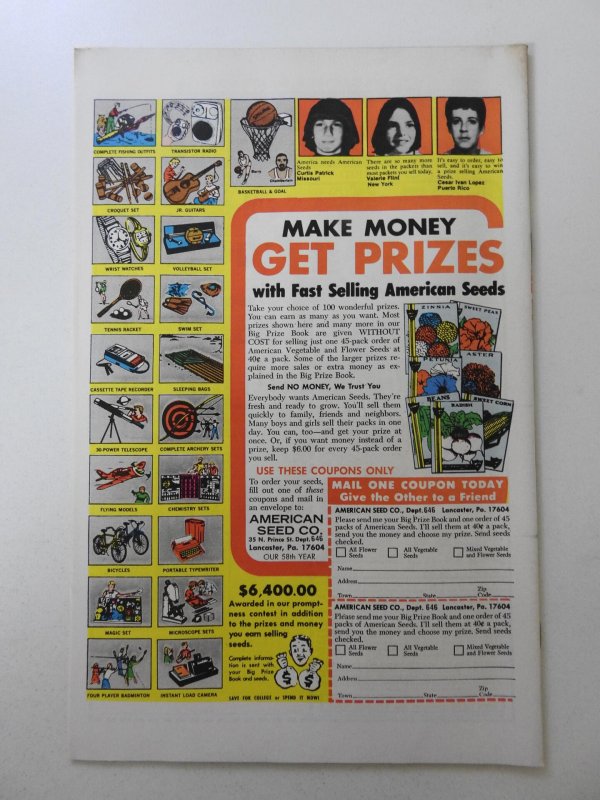 COMPLETE FISHING OUTFITS
TRANSISTOR RADIO
CROQUET SET
JR. GUITARS
WRIST WATCHES
VOLLEYBALL SET
TENNIS RACKET
SWIM SET
CASSETTE TAPE RECORDER
SLEEPING BAGS
30-POWER TELESCOPE
COMPLETE ARCHERY SETS
FLYING MODELS
CHEMISTRY SETS
BICYCLES
PORTABLE TYPEWRITER
MAGIC SET
MICROSCOPE SETS
FOUR PLAYER BADMINTON
INSTANT LOAD CAMERA
Barry
Chamberlain
BASKETBALL & GOAL
America needs American
Seeds
Curtis Patrick
Missouri
There are so many more
seeds in the packets than
most packets you sell today.
Valerie Flini
New York
It's easy to order, easy to
sell, and it's easy to win
a prize selling American
Seeds.
Cesar Ivan Lopez
Puerto Rico
MAKE MONEY
GET PRIZES
with Fast Selling American Seeds
Take your choice of 100 wonderful prizes.
You can earn as many as you want. Most
prizes shown here and many more in our
Big Prize Book are given WITHOUT
COST for selling just one 45-pack order of
American Vegetable and Flower Seeds at
40¢ a pack. Some of the larger prizes re-
quire more sales or extra money as ex-
plained in the Big Prize Book.
Send NO MONEY, We Trust You
Everybody wants American Seeds. They're
fresh and ready to grow. You'll sell them
quickly to family, friends and neighbors.
Many boys and girls sell their packs in one
day. You can, too—and get your prize at
once. Or, if you want money instead of a
prize, keep $6.00 for every 45-pack order
you sell.
ZINNIA
SWEET PEAS
PETUNIA
ASTER
BEANS
RADISH
SWEET CORN
USE THESE COUPONS ONLY
To order your seeds,
fill out one of these
coupons and mail in
an envelope to:
AMERICAN
SEED CO.
35 N. Prince St. Dept. 646
Lancaster, Pa. 17604
OUR 58th YEAR
$6,400.00
Awarded in our prompt-
ness contest in addition
to the prizes and money
you earn selling
seeds.
Complete informa-
tion is sent with
your Big Prize
Book and seeds.
$
$
SAVE FOR COLLEGE or SPEND IT NOW!
MAIL ONE COUPON TODAY
Give the Other to a Friend
AMERICAN SEED CO., Dept. 646 Lancaster, Pa. 17604
Please send me your Big Prize Book and one order of 45
packs of American Seeds. I'll sell them at 40¢ a pack,
send you the money and choose my prize. Send seeds
checked.
All Flower Seeds
All Vegetable Seeds
Mixed Vegetable and Flower Seeds
Name
Address
Town State Zip Code
AMERICAN SEED CO., Dept. 646 Lancaster, Pa. 17604
Please send me your Big Prize Book and one order of 45
packs of American Seeds. I'll sell them at 40¢ a pack,
send you the money and choose my prize. Send seeds
checked.
All Flower Seeds
All Vegetable Seeds
Mixed Vegetable and Flower Seeds
Name
Address
Town State Zip Code